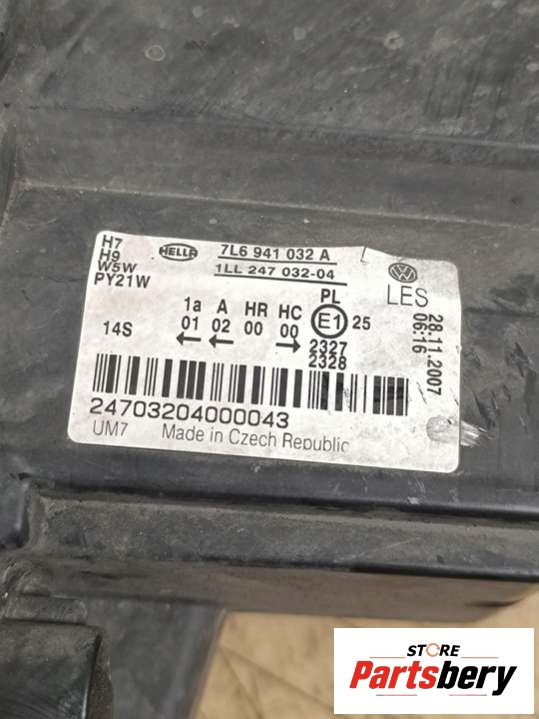 H7
H9
W5W
PY21W
HELLA
7L6 941 032 A
1LL 247 032-04
LES
28.11.2007
06:16
14S
1a A HR HC PL
01 02 00 00 E1 25
← ← → 2327
2328
24703204000043
UM7 Made in Czech Republic
STORE
Partsbery